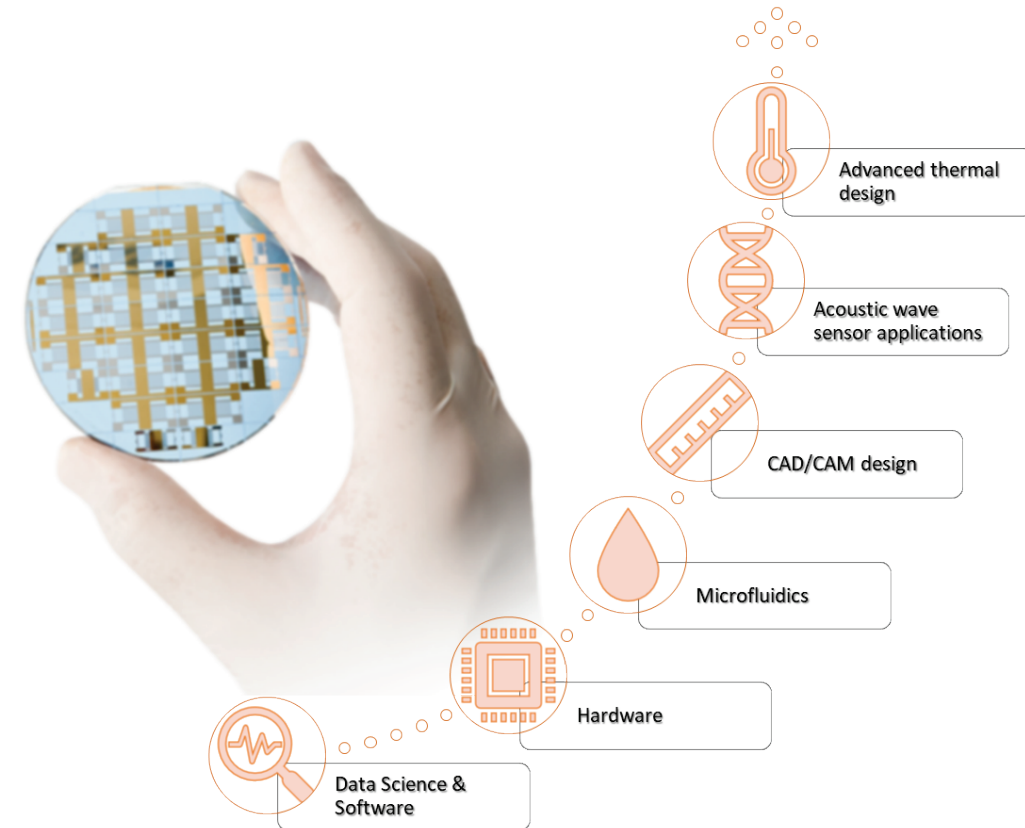 Advanced thermal
design
Acoustic wave
sensor applications
CAD/CAM design
Microfluidics
Hardware
Data Science &
Software